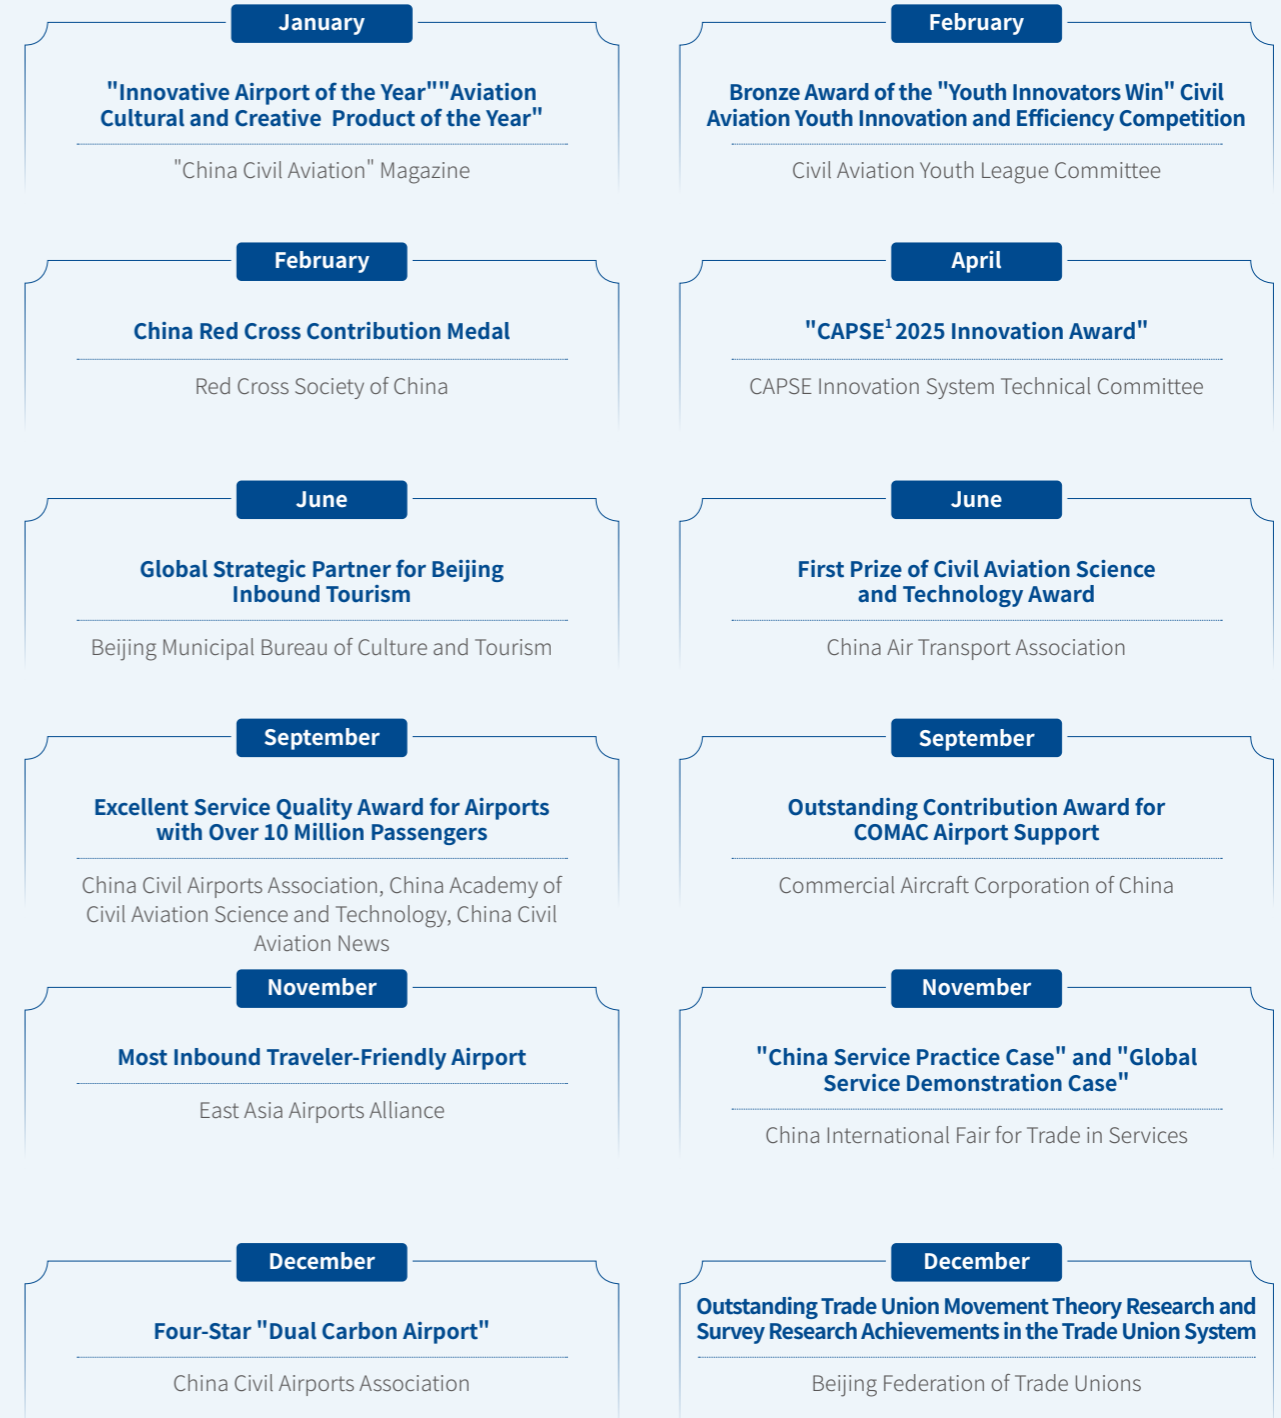 January
"Innovative Airport of the Year""Aviation
Cultural and Creative  Product of the Year"
"China Civil Aviation" Magazine
February
Bronze Award of the "Youth Innovators Win" Civil
Aviation Youth Innovation and Efficiency Competition
Civil Aviation Youth League Committee
February
China Red Cross Contribution Medal
Red Cross Society of China
April
"CAPSE¹ 2025 Innovation Award"
CAPSE Innovation System Technical Committee
June
Global Strategic Partner for Beijing
Inbound Tourism
Beijing Municipal Bureau of Culture and Tourism
June
First Prize of Civil Aviation Science
and Technology Award
China Air Transport Association
September
Excellent Service Quality Award for Airports
with Over 10 Million Passengers
China Civil Airports Association, China Academy of
Civil Aviation Science and Technology, China Civil
Aviation News
September
Outstanding Contribution Award for
COMAC Airport Support
Commercial Aircraft Corporation of China
November
Most Inbound Traveler-Friendly Airport
East Asia Airports Alliance
November
"China Service Practice Case" and "Global
Service Demonstration Case"
China International Fair for Trade in Services
December
Four-Star "Dual Carbon Airport"
China Civil Airports Association
December
Outstanding Trade Union Movement Theory Research and
Survey Research Achievements in the Trade Union System
Beijing Federation of Trade Unions